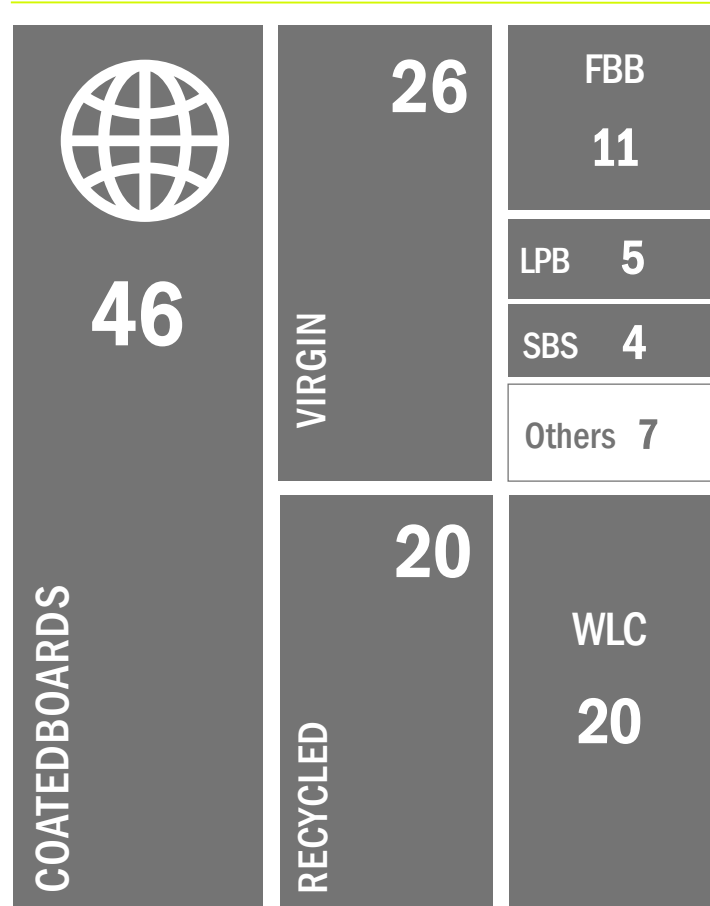 46
COATEDBOARDS
26
VIRGIN
20
RECYCLED
FBB
11
LPB 5
SBS 4
Others 7
WLC
20